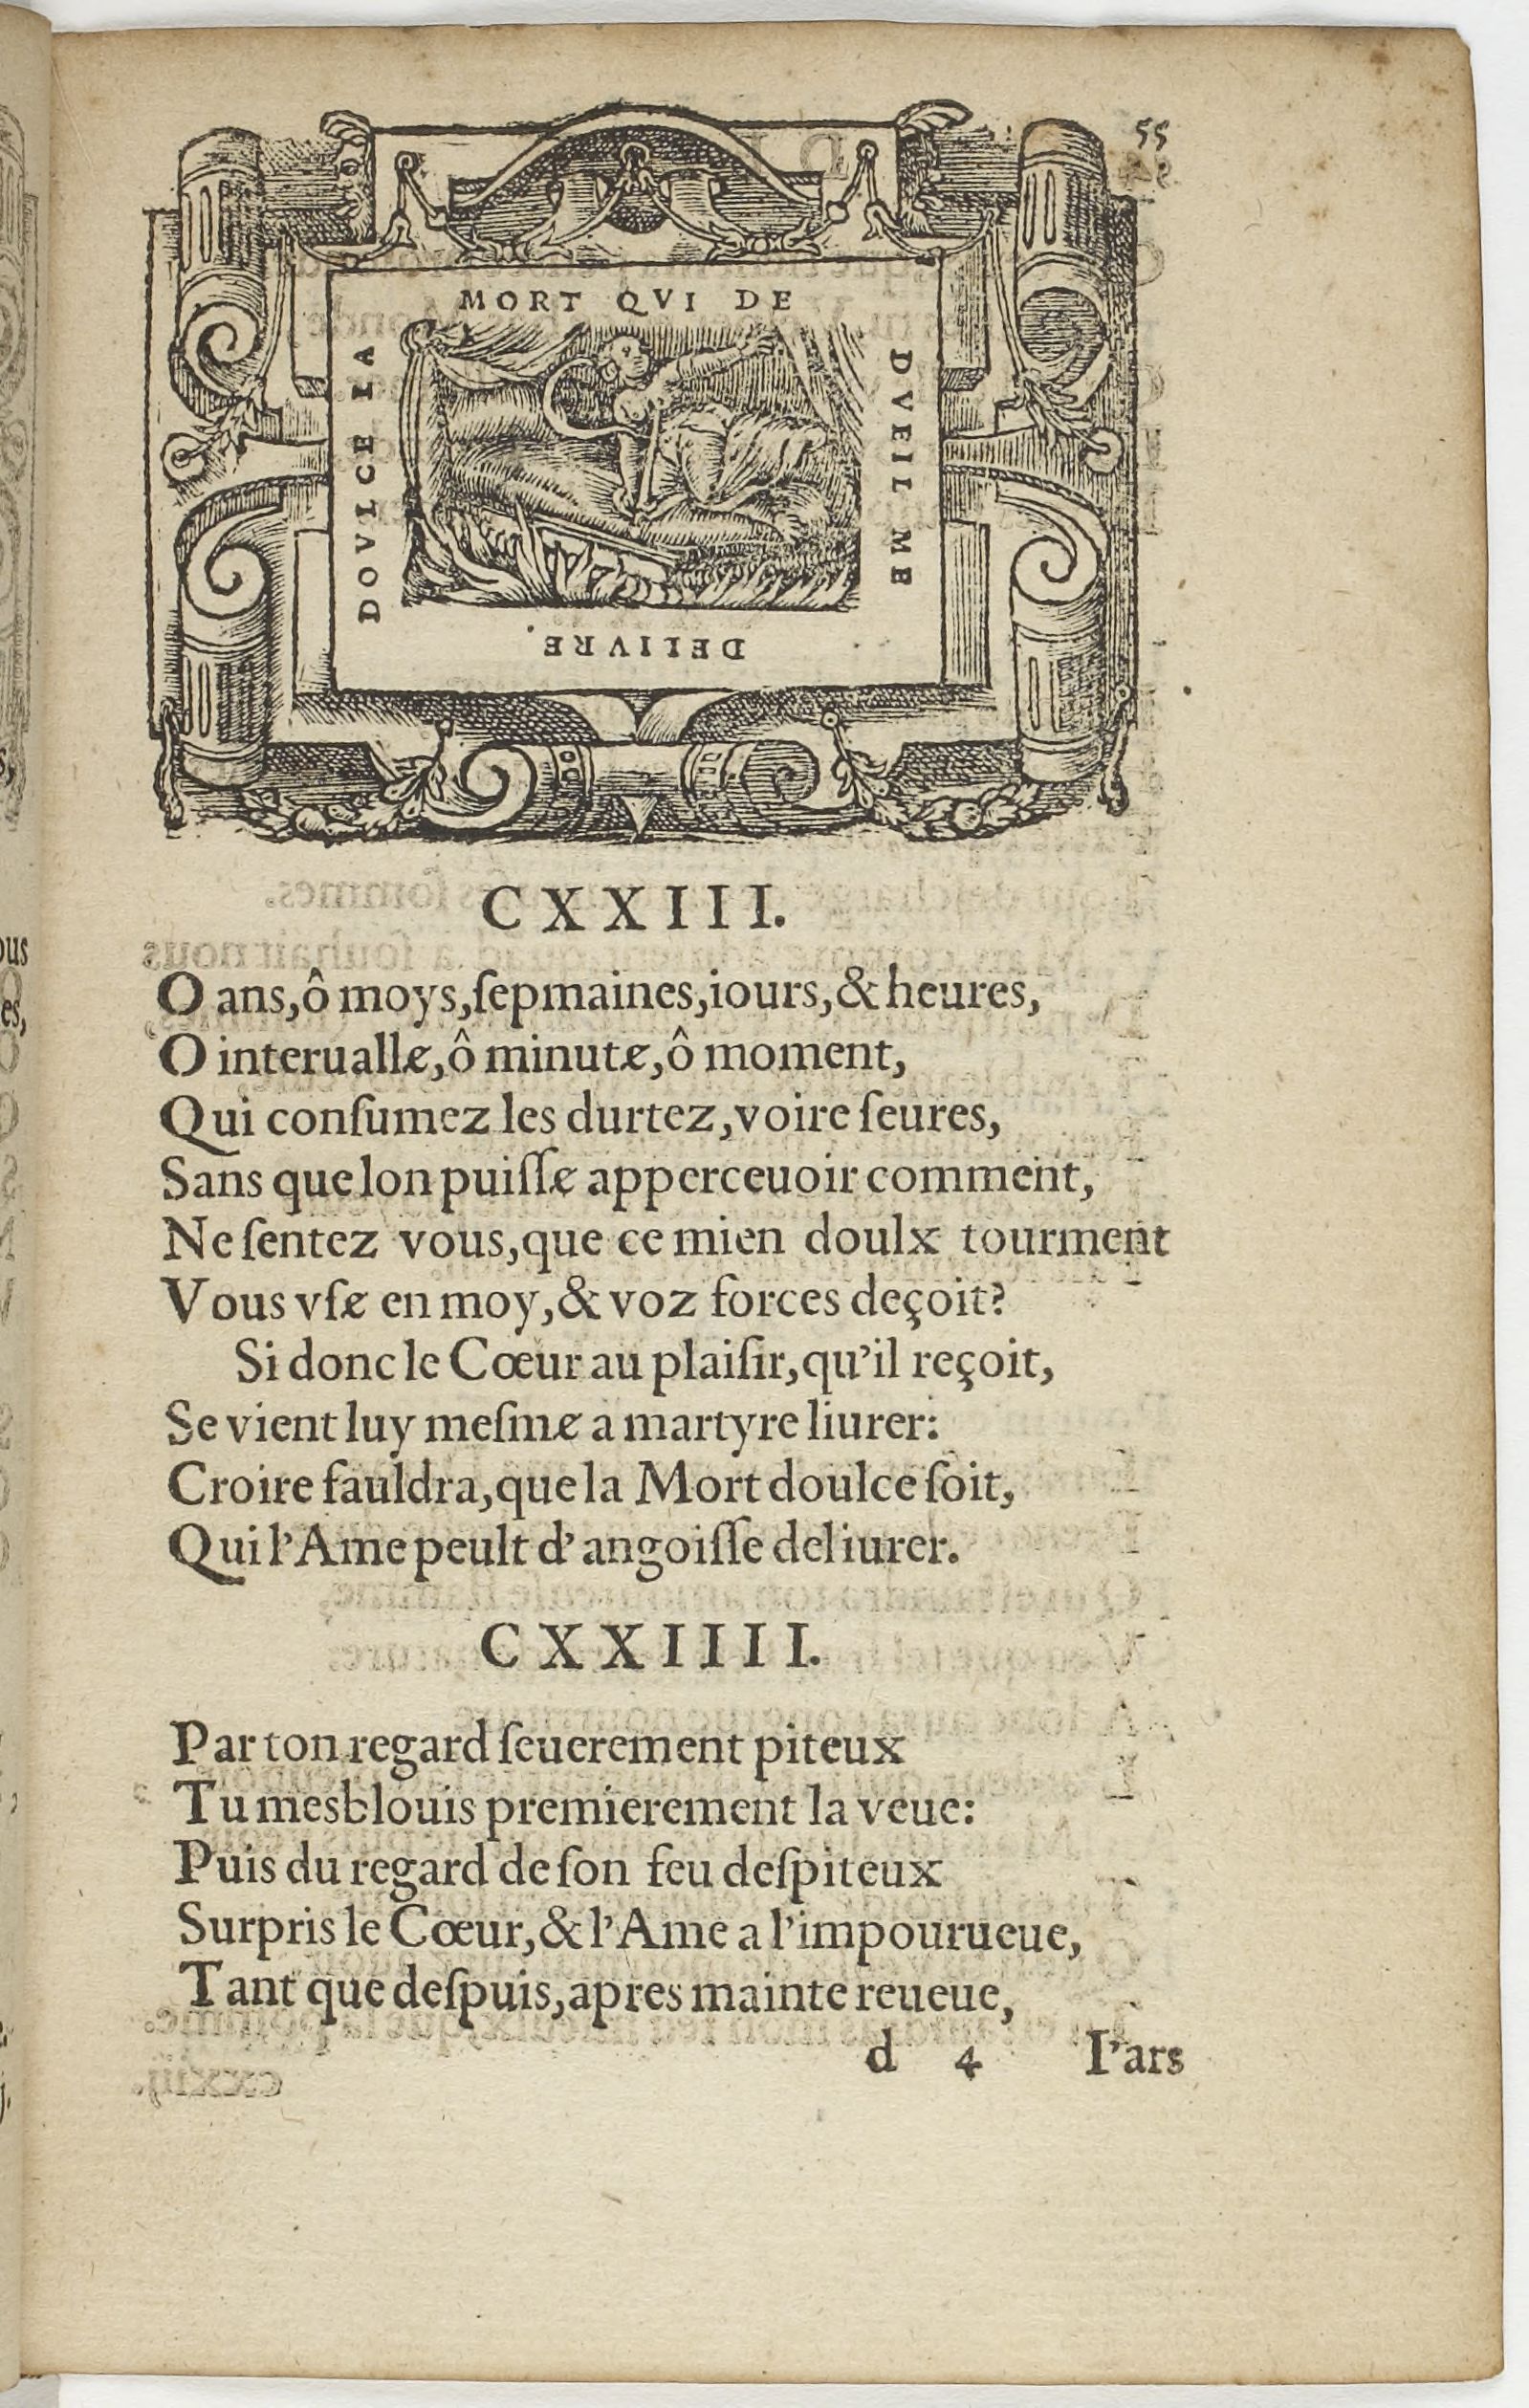 55
MORT QVI DE
DOVLCE LA
DVEIL ME
DELIVRE.
CXXIII.
O ans, ô moys, ſepmaines, iours, & heures,
O interualle, ô minute, ô moment,
Qui conſumez les durtez, voire ſeures,
Sans que lon puiſſe apperceuoir comment,
Ne ſentez vous, que ce mien doulx tourment
Vous vſe en moy, & voz forces deçoit?
Si donc le Cœur au plaiſir, qu'il reçoit,
Se vient luy meſme a martyre liurer:
Croire fauldra, que la Mort doulce ſoit,
Qui l'Ame peult d'angoiſſe deliurer.
CXXIIII.
Par ton regard ſeuerement piteux
Tu mesblouis premierement la veue:
Puis du regard de ſon feu deſpiteux
Surpris le Cœur, & l'Ame a l'impourueue,
Tant que deſpuis, apres mainte reueue,
d 4 I'ars